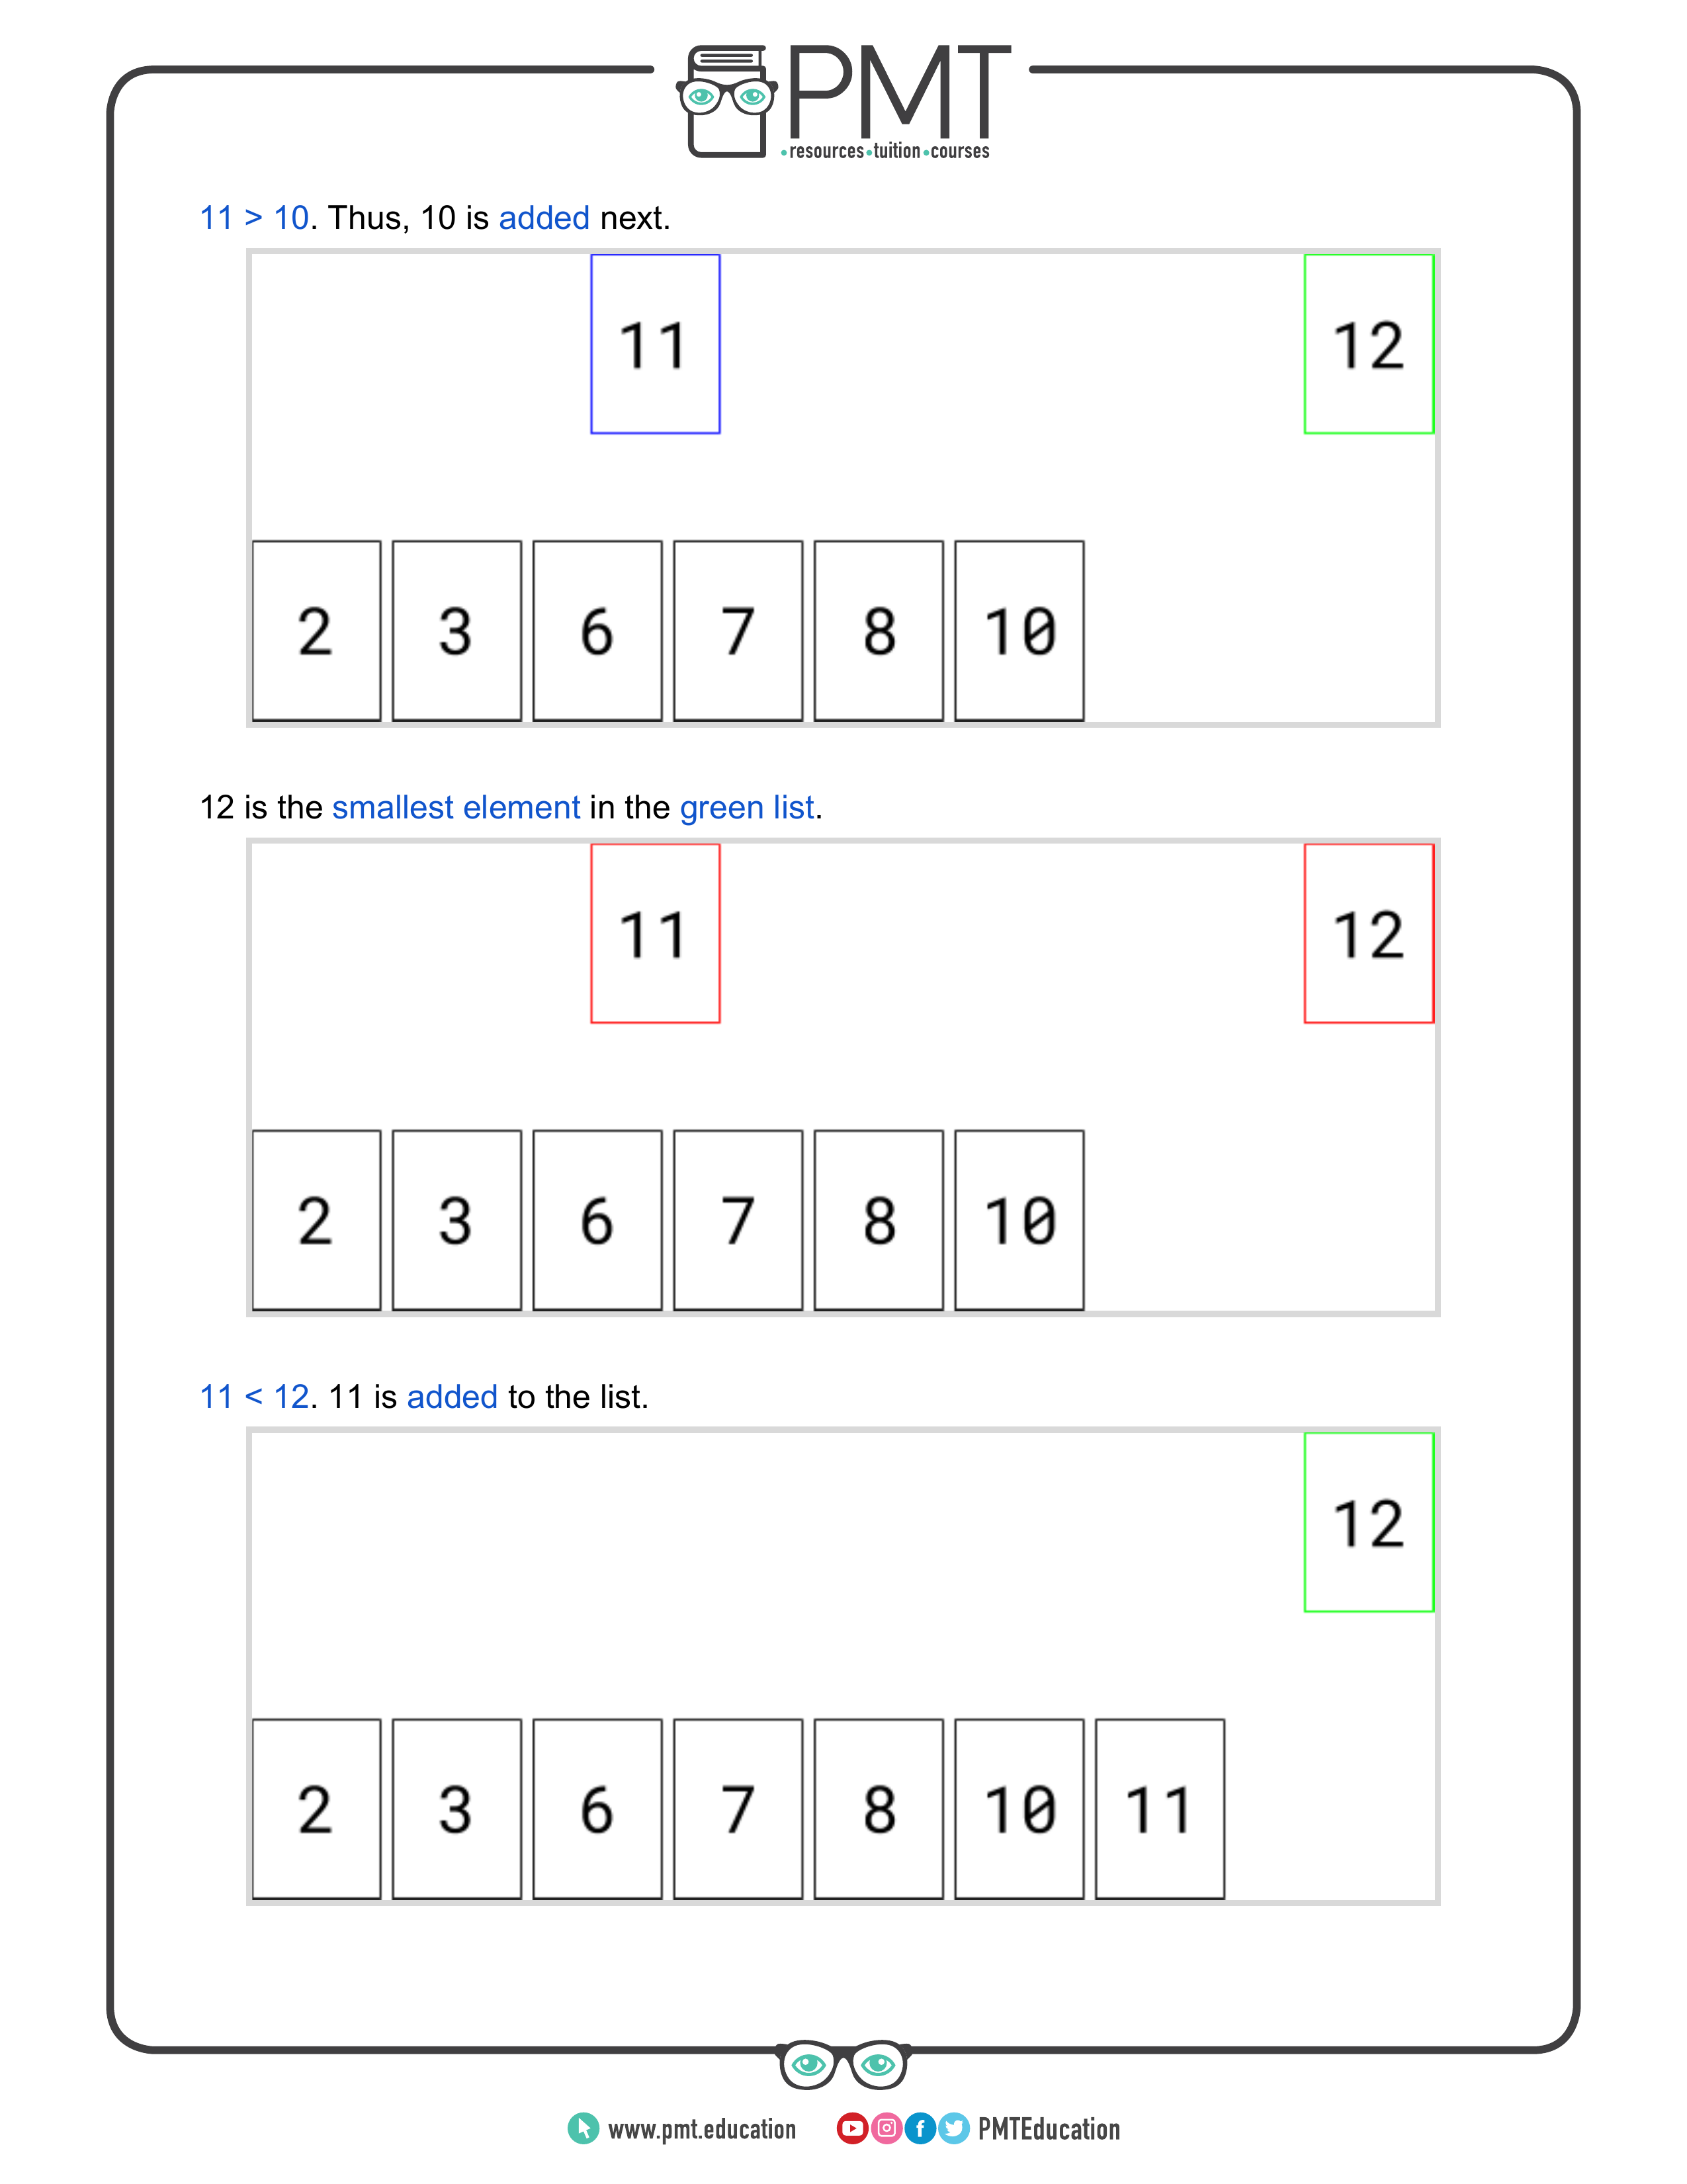 PMT
•resources•tuition•courses
11 > 10. Thus, 10 is added next.
11 12
2 3 6 7 8 10
12 is the smallest element in the green list.
11 12
2 3 6 7 8 10
11 < 12. 11 is added to the list.
12
2 3 6 7 8 10 11
www.pmt.education PMTEducation